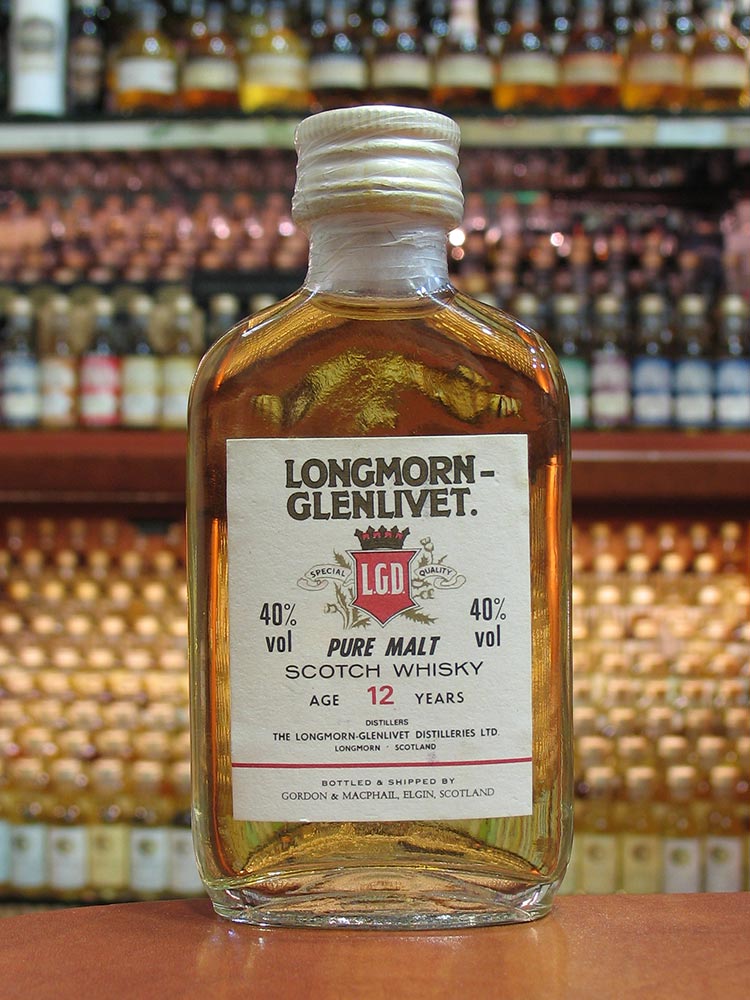 LONGMORN-
GLENLIVET.
SPECIAL QUALITY
L.G.D
40% vol
40% vol
PURE MALT
SCOTCH WHISKY
AGE 12 YEARS
DISTILLERS
THE LONGMORN-GLENLIVET DISTILLERIES LTD.
LONGMORN · SCOTLAND
BOTTLED & SHIPPED BY
GORDON & MACPHAIL, ELGIN, SCOTLAND